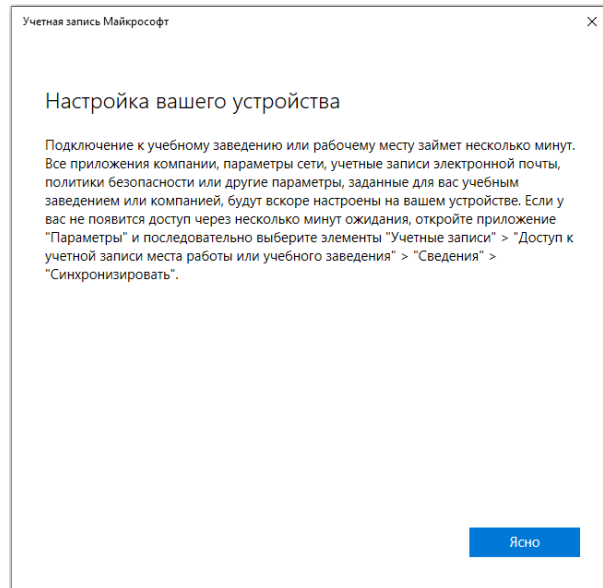 Учетная запись Майкрософт
Настройка вашего устройства
Подключение к учебному заведению или рабочему месту займет несколько минут.
Все приложения компании, параметры сети, учетные записи электронной почты,
политики безопасности или другие параметры, заданные для вас учебным
заведением или компанией, будут вскоре настроены на вашем устройстве. Если у
вас не появится доступ через несколько минут ожидания, откройте приложение
"Параметры" и последовательно выберите элементы "Учетные записи" > "Доступ к
учетной записи места работы или учебного заведения" > "Сведения" >
"Синхронизировать".
Ясно